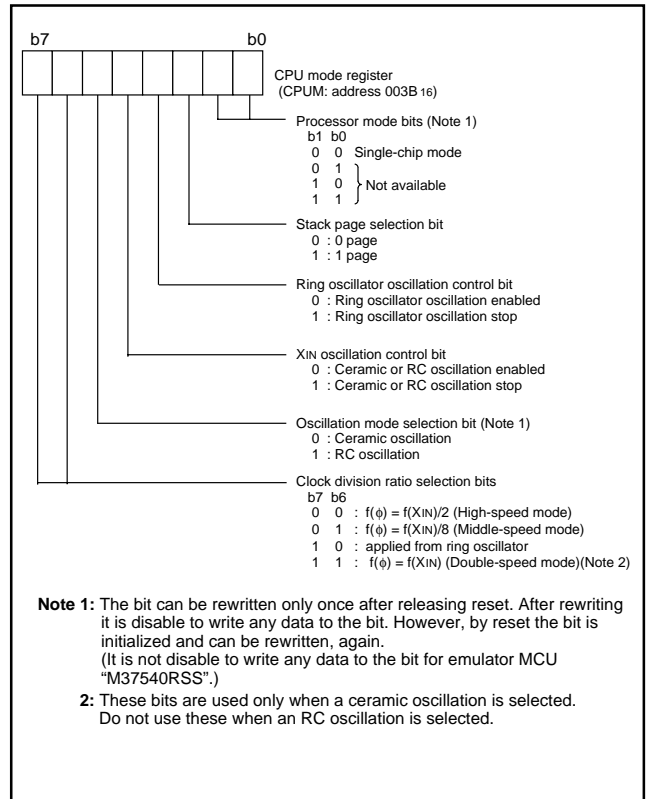 b7 b0
CPU mode register
(CPUM: address 003B16)
Processor mode bits (Note 1)
b1 b0
0 0 Single-chip mode
0 1
1 0 Not available
1 1
Stack page selection bit
0 : 0 page
1 : 1 page
Ring oscillator oscillation control bit
0 : Ring oscillator oscillation enabled
1 : Ring oscillator oscillation stop
XIN oscillation control bit
0 : Ceramic or RC oscillation enabled
1 : Ceramic or RC oscillation stop
Oscillation mode selection bit (Note 1)
0 : Ceramic oscillation
1 : RC oscillation
Clock division ratio selection bits
b7 b6
0 0 : f(φ) = f(XIN)/2 (High-speed mode)
0 1 : f(φ) = f(XIN)/8 (Middle-speed mode)
1 0 : applied from ring oscillator
1 1 : f(φ) = f(XIN) (Double-speed mode)(Note 2)
Note 1: The bit can be rewritten only once after releasing reset. After rewriting
it is disable to write any data to the bit. However, by reset the bit is
initialized and can be rewritten, again.
(It is not disable to write any data to the bit for emulator MCU
“M37540RSS”.)
2: These bits are used only when a ceramic oscillation is selected.
Do not use these when an RC oscillation is selected.